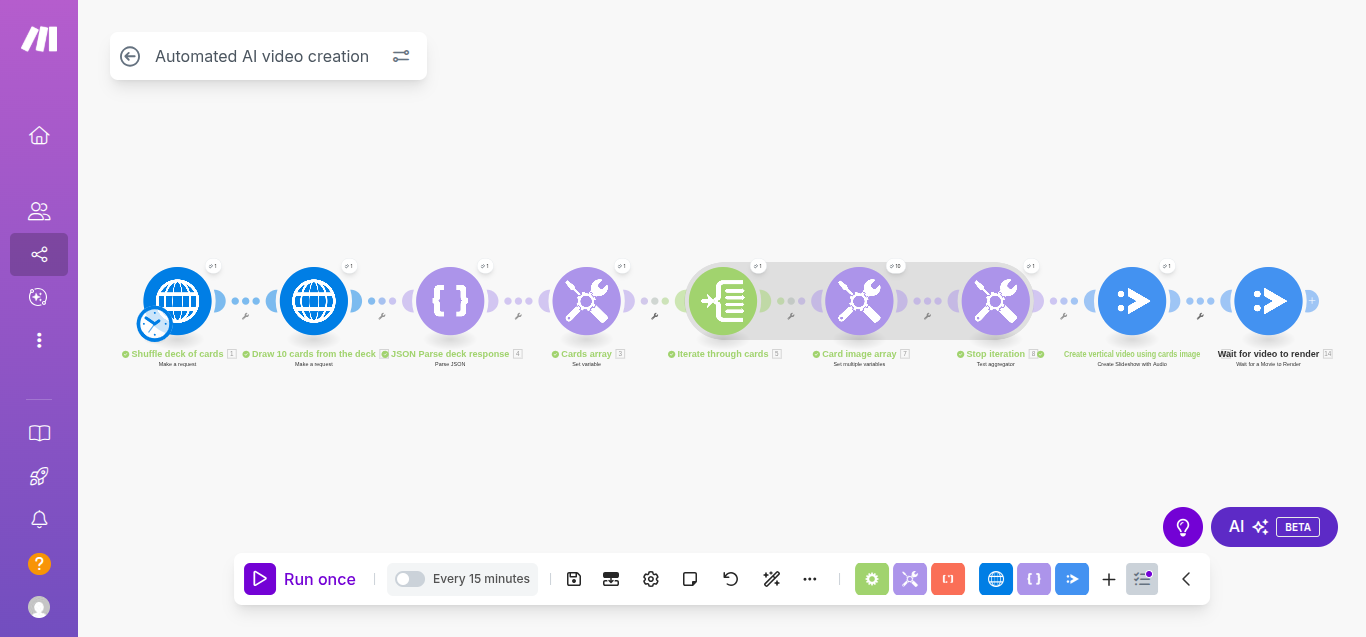 Automated AI video creation
1
1
1
1
1
10
1
1
Shuffle deck of cards 1
Make a request
Draw 10 cards from the deck
Make a request
JSON Parse deck response 4
Parse JSON
Cards array 3
Set variable
Iterate through cards 5
Card image array 7
Set multiple variables
Stop iteration 8
Text aggregator
Create vertical video using cards image
Create Slideshow with Audio
Wait for video to render 14
Wait for a Movie to Render
AI BETA
Run once
Every 15 minutes
?